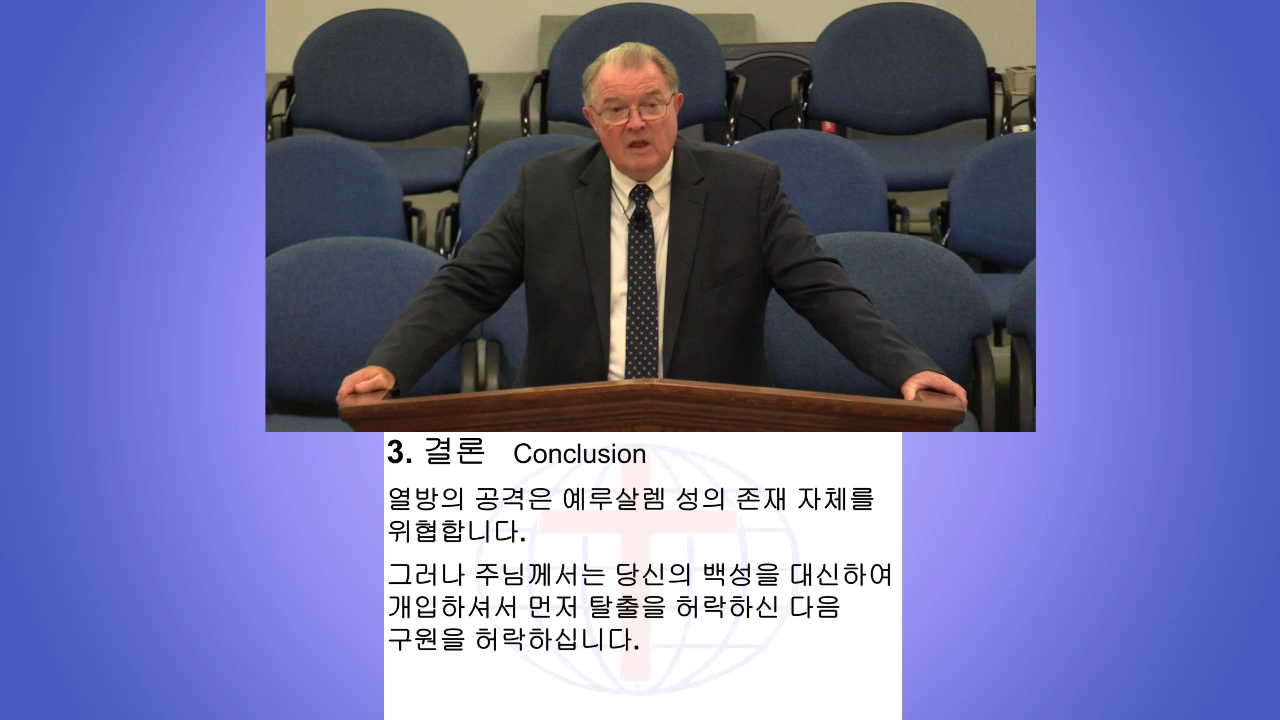 3. 결론 Conclusion
열방의 공격은 예루살렘 성의 존재 자체를
위협합니다.
그러나 주님께서는 당신의 백성을 대신하여
개입하셔서 먼저 탈출을 허락하신 다음
구원을 허락하십니다.